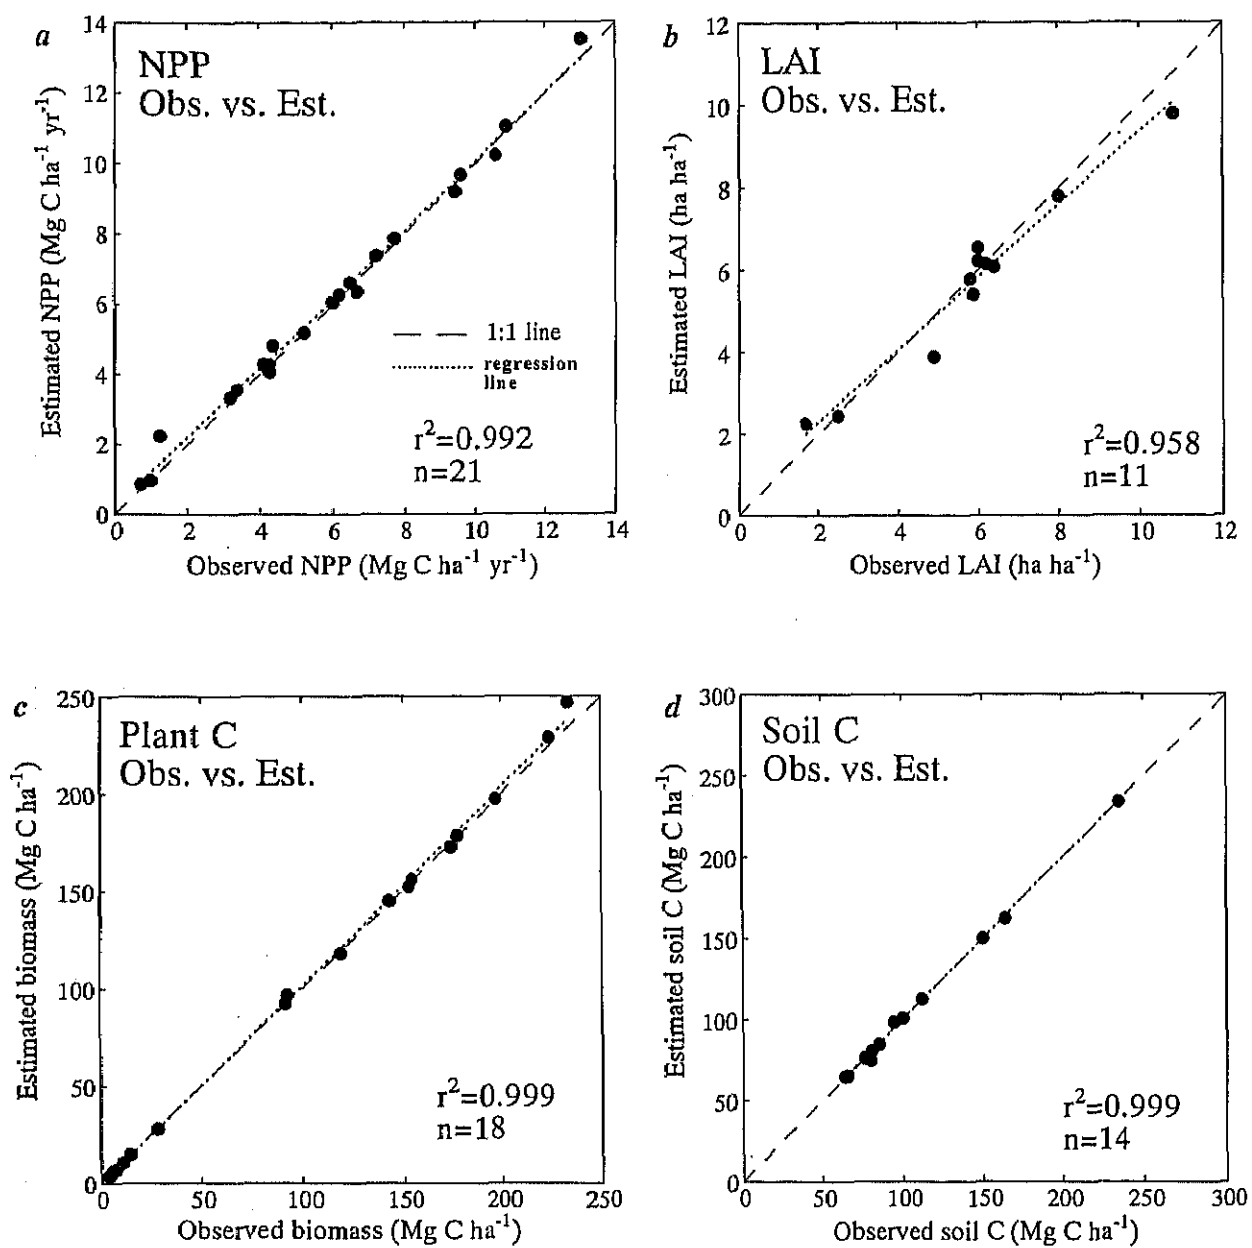 a
NPP
Obs. vs. Est.
Estimated NPP (Mg C ha⁻¹ yr⁻¹)
14
12
10
8
6
4
2
0
1:1 line
regression
line
r²=0.992
n=21
0 2 4 6 8 10 12 14
Observed NPP (Mg C ha⁻¹ yr⁻¹)
b
LAI
Obs. vs. Est.
Estimated LAI (ha ha⁻¹)
12
10
8
6
4
2
0
r²=0.958
n=11
0 2 4 6 8 10 12
Observed LAI (ha ha⁻¹)
c
Plant C
Obs. vs. Est.
Estimated biomass (Mg C ha⁻¹)
250
200
150
100
50
0
r²=0.999
n=18
0 50 100 150 200 250
Observed biomass (Mg C ha⁻¹)
d
Soil C
Obs. vs. Est.
Estimated soil C (Mg C ha⁻¹)
300
250
200
150
100
50
0
r²=0.999
n=14
0 50 100 150 200 250 300
Observed soil C (Mg C ha⁻¹)